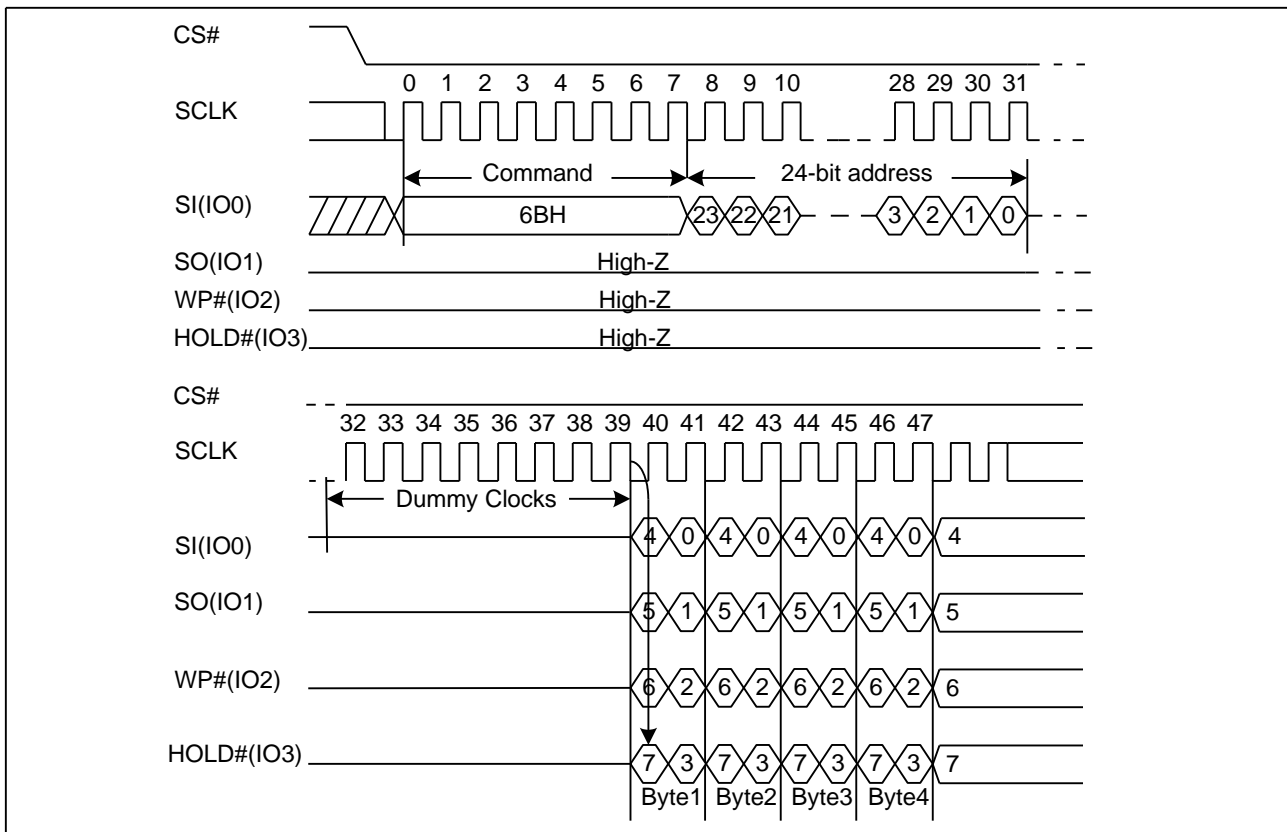 CS#
0 1 2 3 4 5 6 7 8 9 10 28 29 30 31
SCLK
Command 24-bit address
SI(IO0) 6BH 23 22 21 3 2 1 0
SO(IO1) High-Z
WP#(IO2) High-Z
HOLD#(IO3) High-Z
CS#
32 33 34 35 36 37 38 39 40 41 42 43 44 45 46 47
SCLK
Dummy Clocks
SI(IO0) 4 0 4 0 4 0 4 0 4
SO(IO1) 5 1 5 1 5 1 5 1 5
WP#(IO2) 6 2 6 2 6 2 6 2 6
HOLD#(IO3) 7 3 7 3 7 3 7 3 7
Byte1 Byte2 Byte3 Byte4